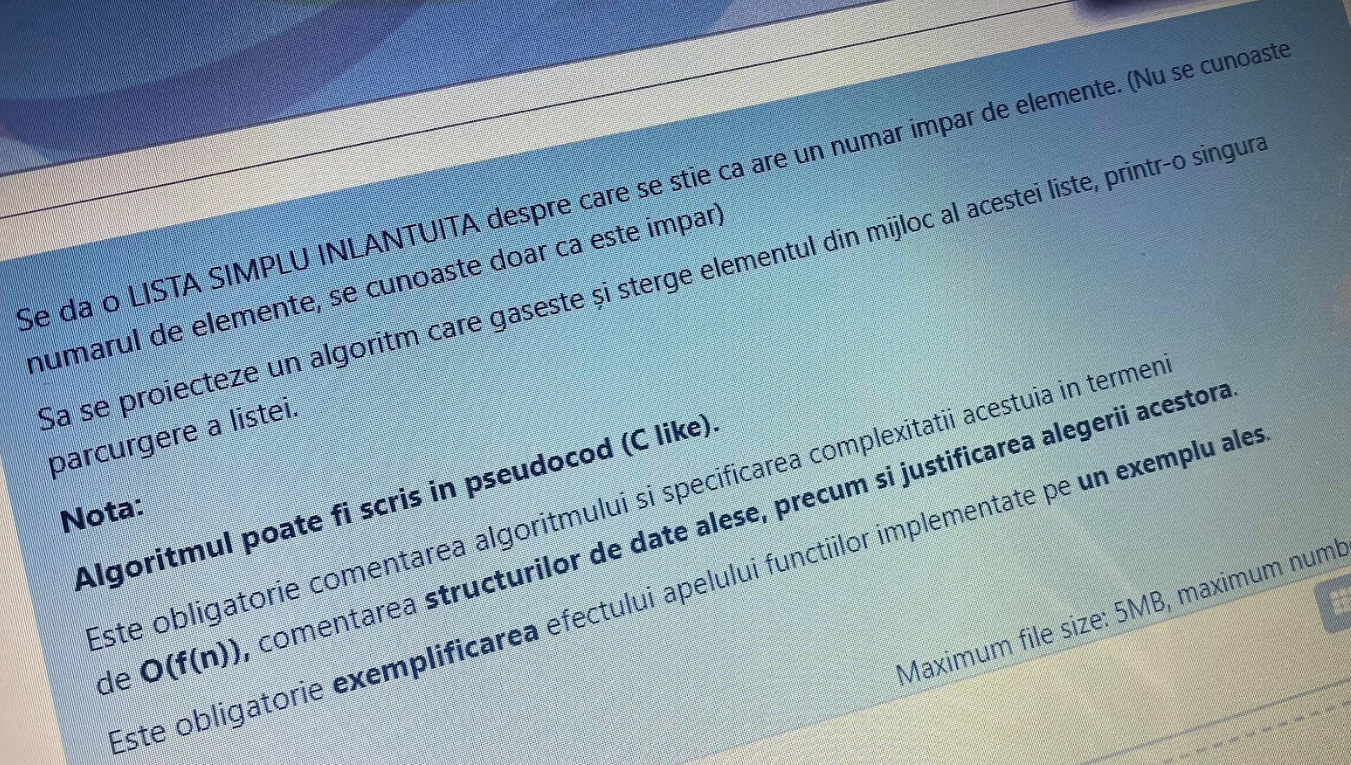 Se da o LISTA SIMPLU INLANTUITA despre care se stie ca are un numar impar de elemente. (Nu se cunoaste
numarul de elemente, se cunoaste doar ca este impar)
Sa se proiecteze un algoritm care gaseste și sterge elementul din mijloc al acestei liste, printr-o singura
parcurgere a listei.
Nota:
Algoritmul poate fi scris in pseudocod (C like).
Este obligatorie comentarea algoritmului si specificarea complexitatii acestuia in termeni
de O(f(n)), comentarea structurilor de date alese, precum si justificarea alegerii acestora.
Este obligatorie exemplificarea efectului apelului functiilor implementate pe un exemplu ales.
Maximum file size: 5MB, maximum